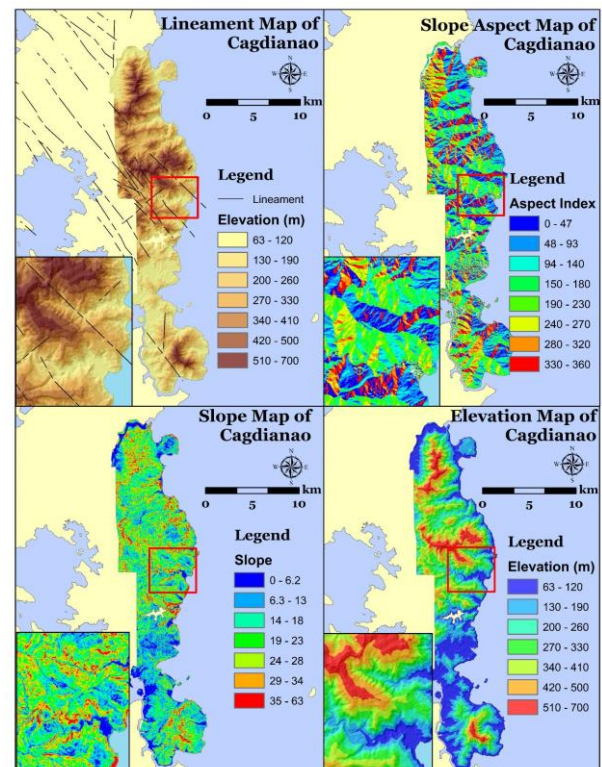 Lineament Map of
Cagdianao
N
W E
S
0 5 10
km
Legend
Lineament
Elevation (m)
63 - 120
130 - 190
200 - 260
270 - 330
340 - 410
420 - 500
510 - 700
Slope Aspect Map of
Cagdianao
N
W E
S
0 5 10
km
Legend
Aspect Index
0 - 47
48 - 93
94 - 140
150 - 180
190 - 230
240 - 270
280 - 320
330 - 360
Slope Map of
Cagdianao
N
W E
S
0 5 10
km
Legend
Slope
0 - 6.2
6.3 - 13
14 - 18
19 - 23
24 - 28
29 - 34
35 - 63
Elevation Map of
Cagdianao
N
W E
S
0 5 10
km
Legend
Elevation (m)
63 - 120
130 - 190
200 - 260
270 - 330
340 - 410
420 - 500
510 - 700